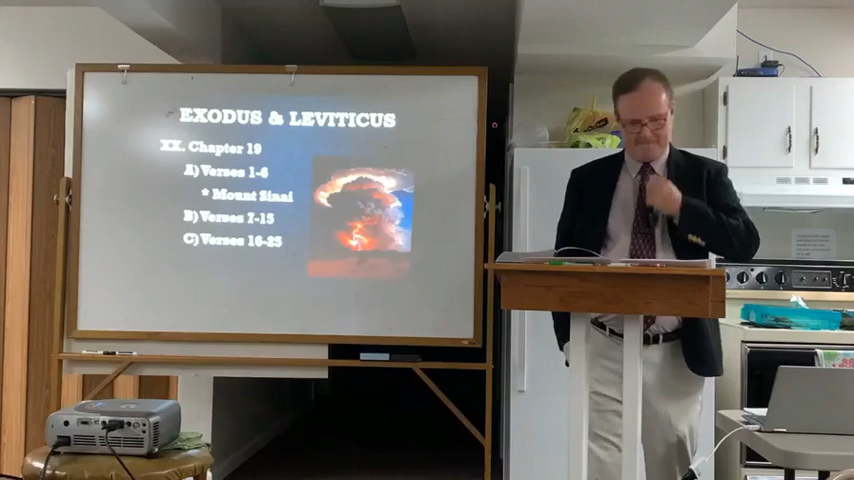 EXODUS & LEVITICUS
XX. Chapter 19
A) Verses 1-6
* Mount Sinai
B) Verses 7-15
C) Verses 16-25